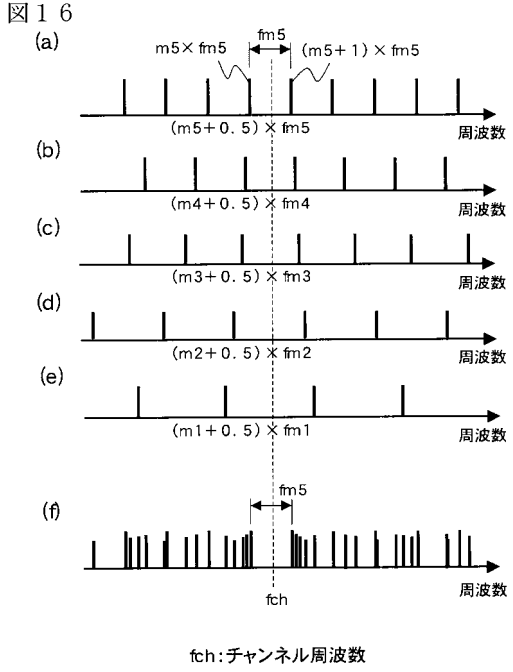 図16
(a)
fm5
m5×fm5
(m5+1)×fm5
(m5+0.5)×fm5
周波数
(b)
(m4+0.5)×fm4
周波数
(c)
(m3+0.5)×fm3
周波数
(d)
(m2+0.5)×fm2
周波数
(e)
(m1+0.5)×fm1
周波数
(f)
fm5
周波数
fch
fch:チャンネル周波数